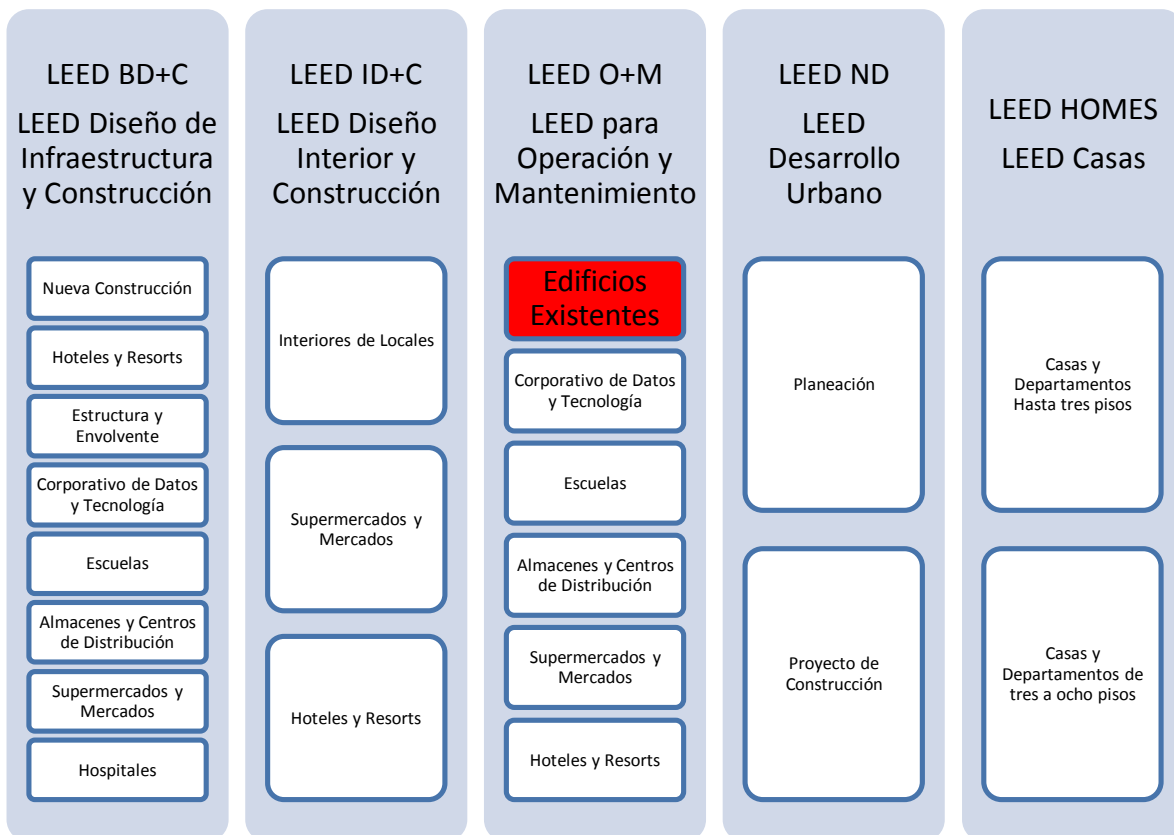 LEED BD+C
LEED Diseño de
Infraestructura
y Construcción
Nueva Construcción
Hoteles y Resorts
Estructura y
Envolvente
Corporativo de Datos
y Tecnología
Escuelas
Almacenes y Centros
de Distribución
Supermercados y
Mercados
Hospitales
LEED ID+C
LEED Diseño
Interior y
Construcción
Interiores de Locales
Supermercados y
Mercados
Hoteles y Resorts
LEED O+M
LEED para
Operación y
Mantenimiento
Edificios
Existentes
Corporativo de Datos
y Tecnología
Escuelas
Almacenes y Centros
de Distribución
Supermercados y
Mercados
Hoteles y Resorts
LEED ND
LEED
Desarrollo
Urbano
Planeación
Proyecto de
Construcción
LEED HOMES
LEED Casas
Casas y
Departamentos
Hasta tres pisos
Casas y
Departamentos de
tres a ocho pisos